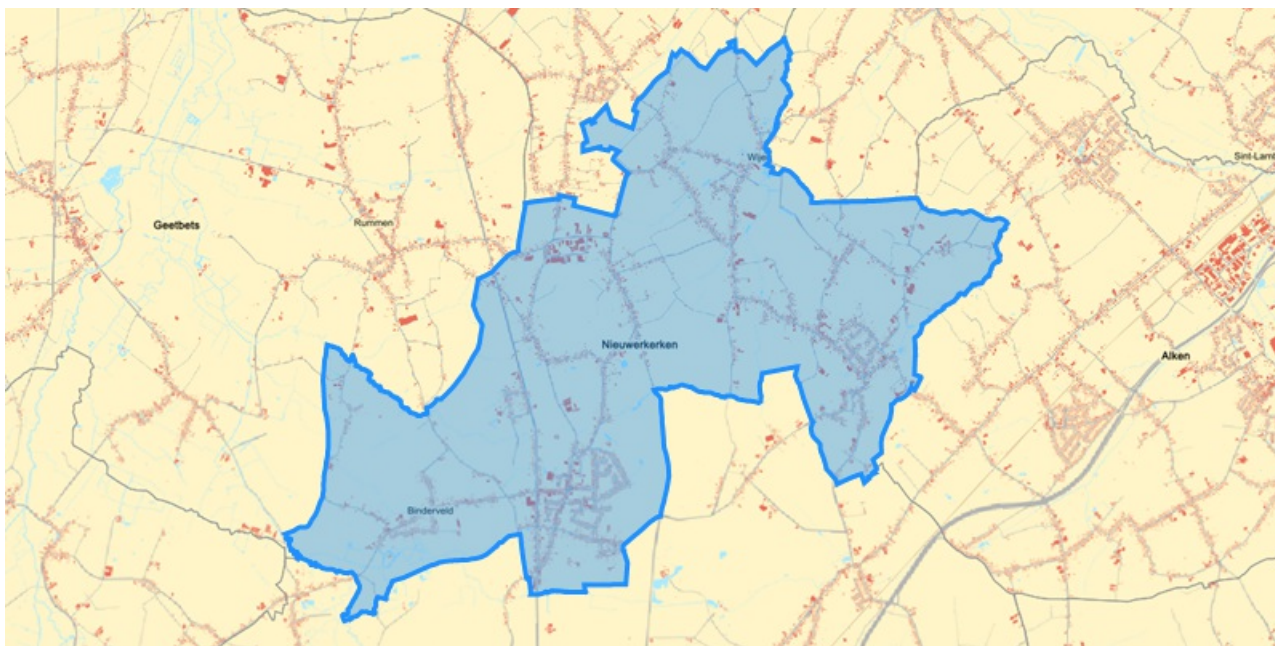 Wijer
Sint-Lamb
Geetbets
Rummen
Nieuwerkerken
Alken
Binderveld